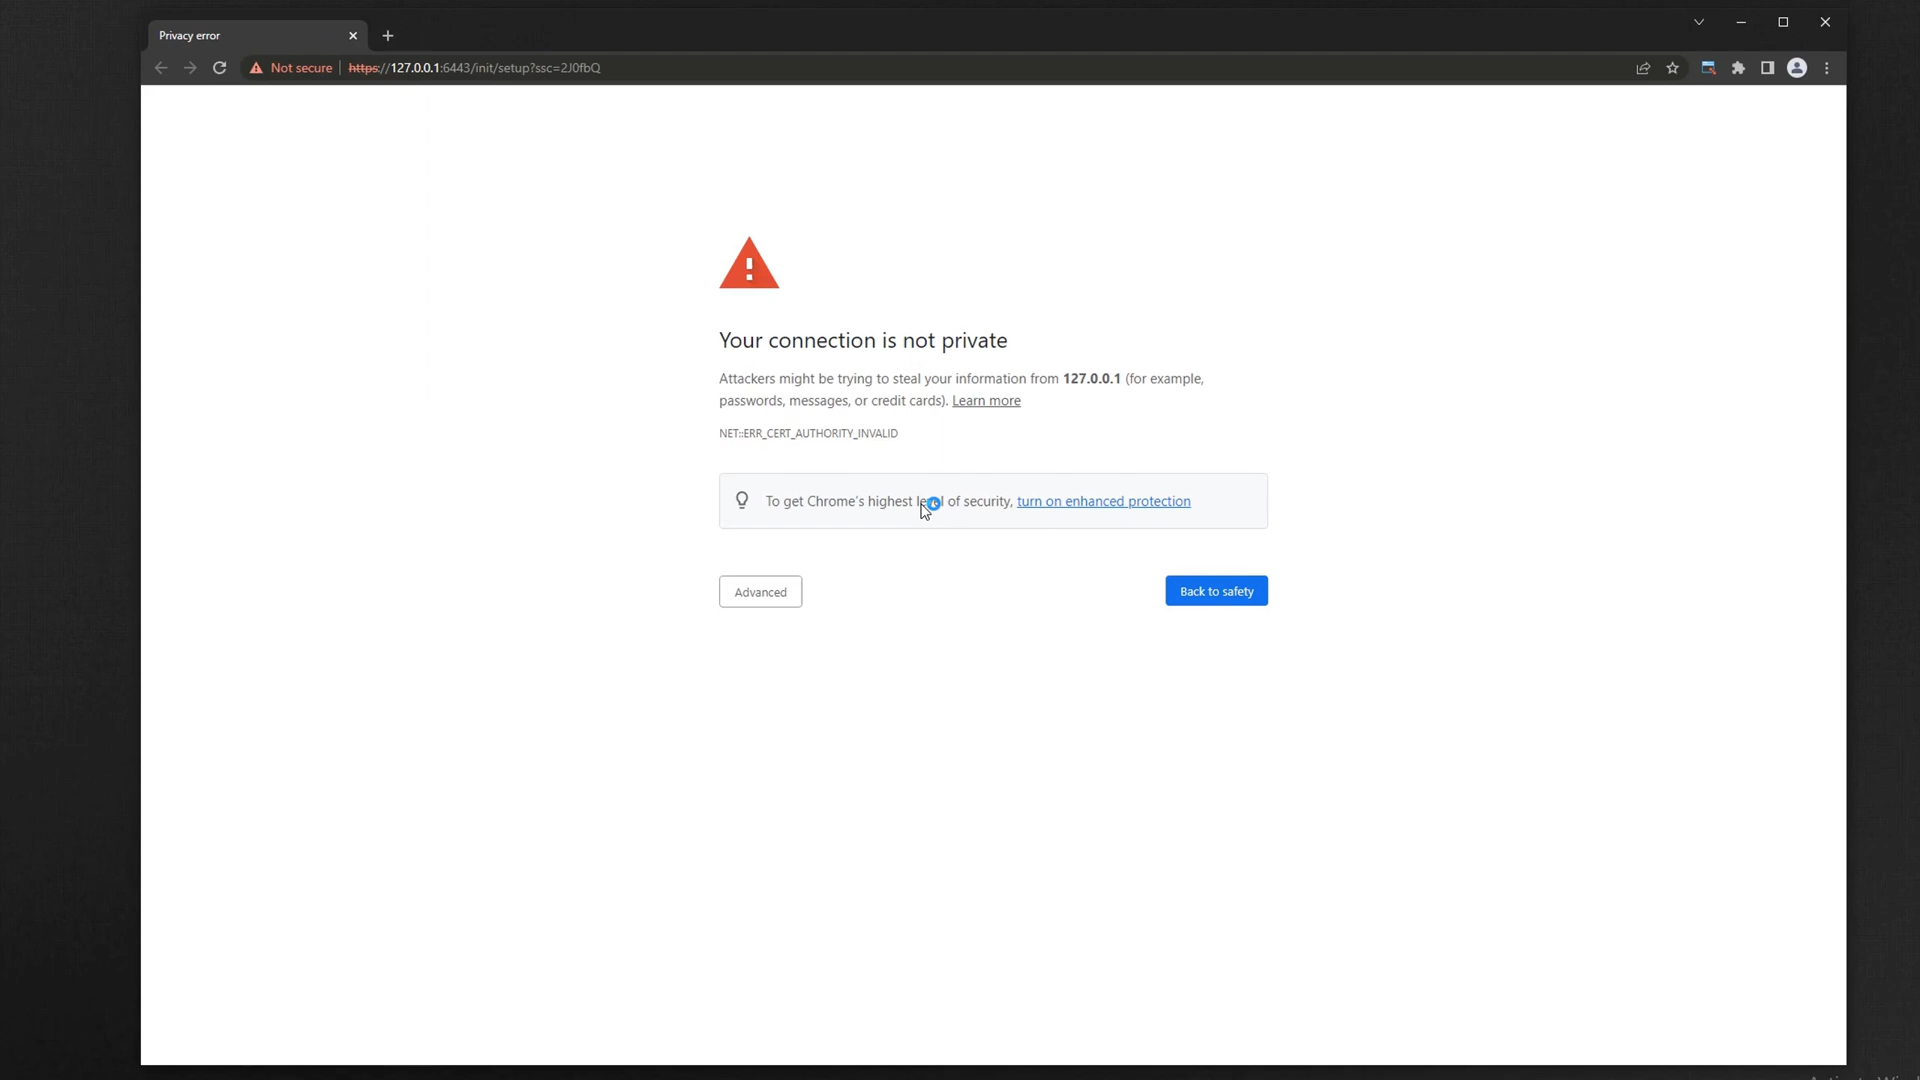 Privacy error
Not secure
https://127.0.0.1:6443/init/setup?ssc=2J0fbQ
Your connection is not private
Attackers might be trying to steal your information from 127.0.0.1 (for example,
passwords, messages, or credit cards). Learn more
NET::ERR_CERT_AUTHORITY_INVALID
To get Chrome's highest level of security, turn on enhanced protection
Advanced
Back to safety